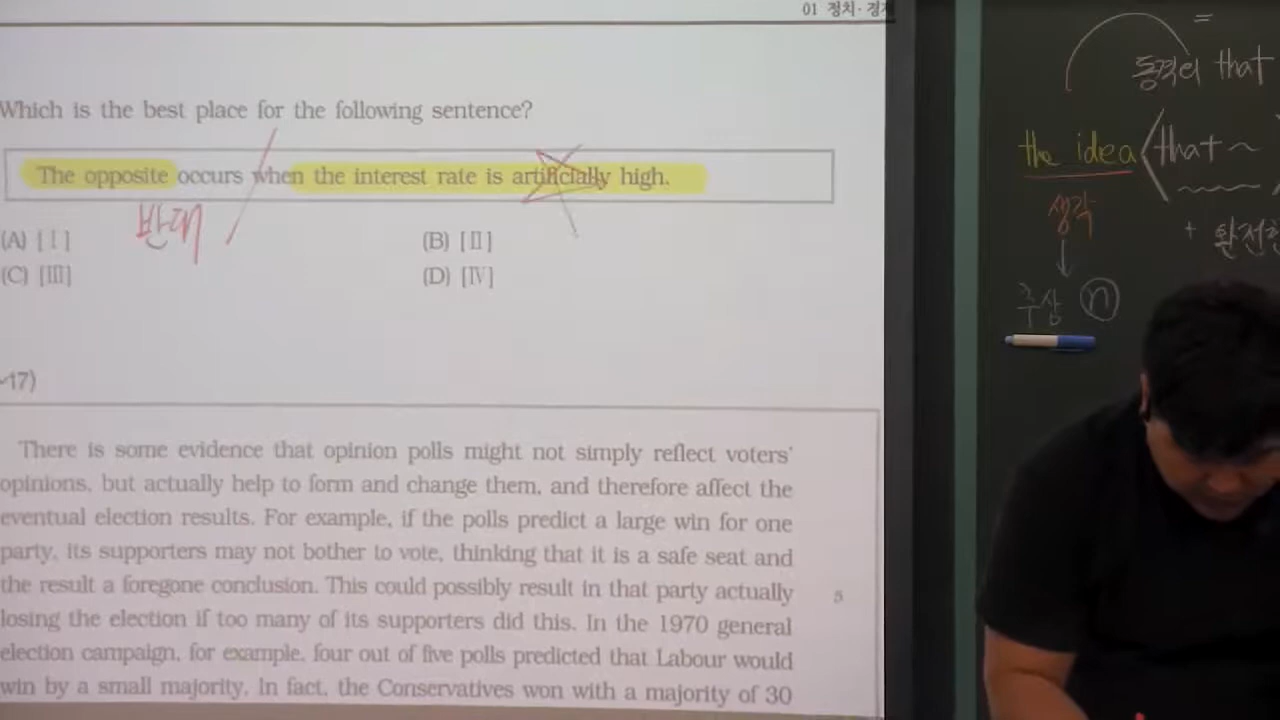 01 정치·경제
Which is the best place for the following sentence?
The opposite occurs when the interest rate is artificially high.
반대
(A) [Ⅰ]
(B) [Ⅱ]
(C) [Ⅲ]
(D) [Ⅳ]
~17)
There is some evidence that opinion polls might not simply reflect voters'
opinions, but actually help to form and change them, and therefore affect the
eventual election results. For example, if the polls predict a large win for one
party, its supporters may not bother to vote, thinking that it is a safe seat and
the result a foregone conclusion. This could possibly result in that party actually
5
losing the election if too many of its supporters did this. In the 1970 general
election campaign, for example, four out of five polls predicted that Labour would
win by a small majority. In fact, the Conservatives won with a majority of 30
=
동격의 that
the idea that ~
생각
+ 완전한
↓
추상 ⓝ